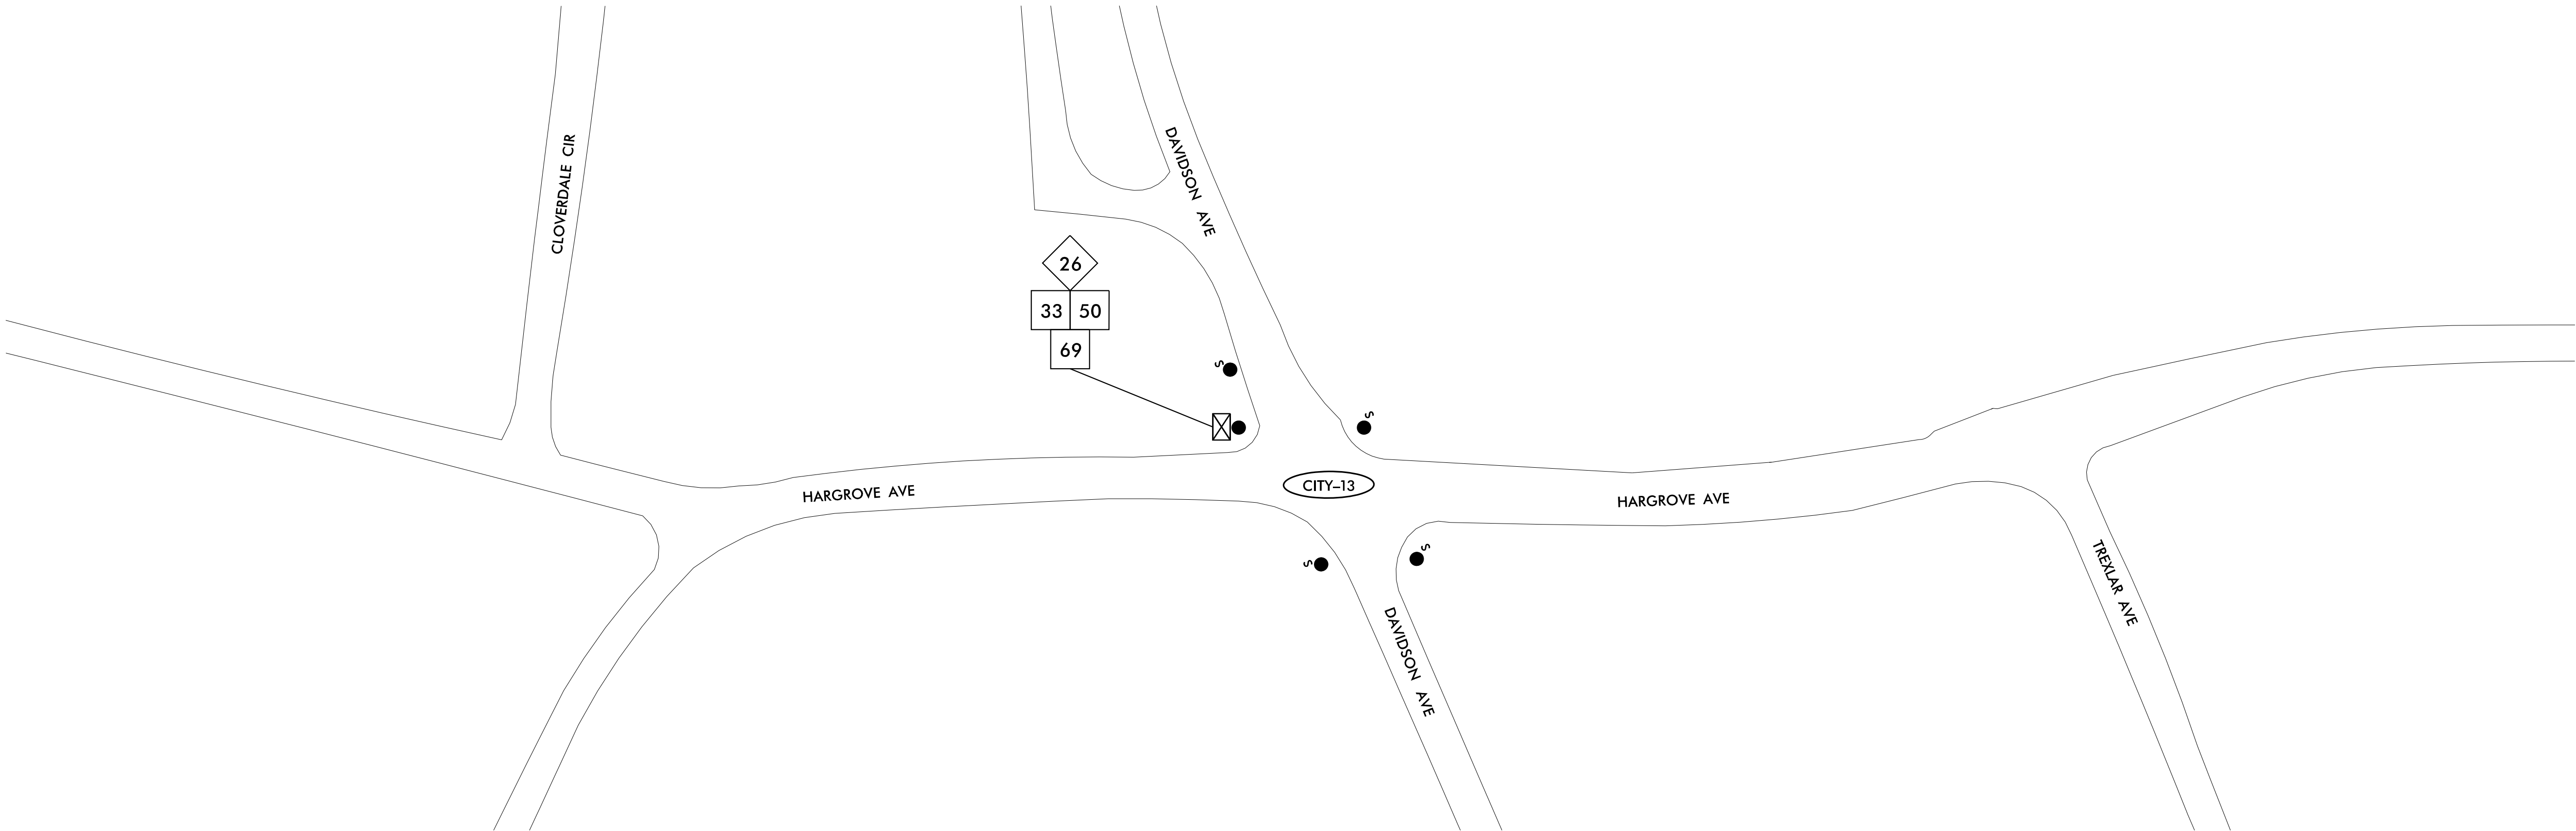 DAVIDSON AVE
CLOVERDALE CIR
26
33 50
69
S
S
CITY–13
HARGROVE AVE
HARGROVE AVE
S
S
TREXLAR AVE
DAVIDSON AVE